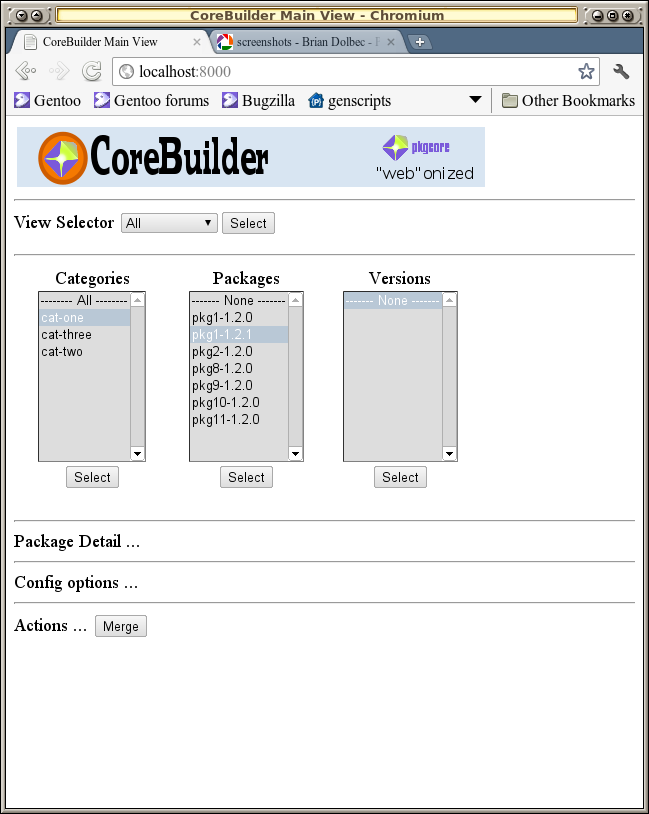 CoreBuilder Main View - Chromium
CoreBuilder Main View
screenshots - Brian Dolbec -
localhost:8000
Gentoo Gentoo forums Bugzilla genscripts Other Bookmarks
CoreBuilder
pkgcore
"web"onized
View Selector All Select
Categories Packages Versions
-------- All -------- ------- None ------- ------- None -------
cat-one pkg1-1.2.0
cat-three pkg1-1.2.1
cat-two pkg2-1.2.0
pkg8-1.2.0
pkg9-1.2.0
pkg10-1.2.0
pkg11-1.2.0
Select Select Select
Package Detail ...
Config options ...
Actions ... Merge